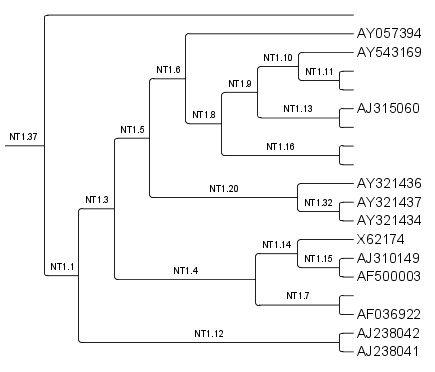 AY057394
AY543169
NT1.10
NT1.6
NT1.11
NT1.9
AJ315060
NT1.13
NT1.8
NT1.5
NT1.37
NT1.16
AY321436
NT1.20
NT1.3
AY321437
NT1.32
AY321434
X62174
NT1.14
AJ310149
NT1.15
NT1.1
NT1.4
AF500003
NT1.7
AF036922
AJ238042
NT1.12
AJ238041